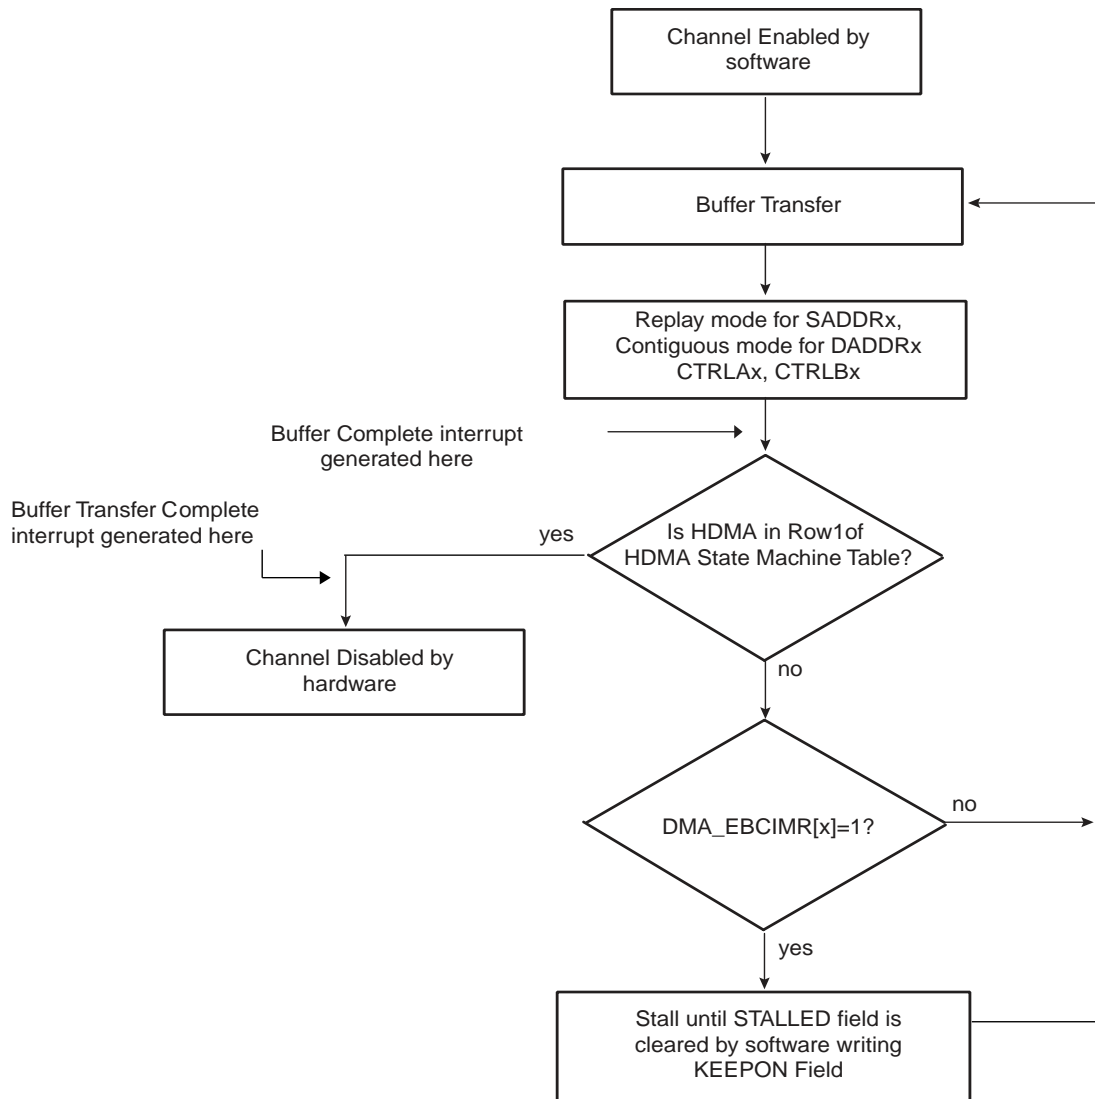 Channel Enabled by
software
Buffer Transfer
Replay mode for SADDRx,
Contiguous mode for DADDRx
CTRLAx, CTRLBx
Buffer Complete interrupt
generated here
Buffer Transfer Complete
interrupt generated here
yes
Is HDMA in Row1of
HDMA State Machine Table?
Channel Disabled by
hardware
no
DMA_EBCIMR[x]=1?
no
yes
Stall until STALLED field is
cleared by software writing
KEEPON Field